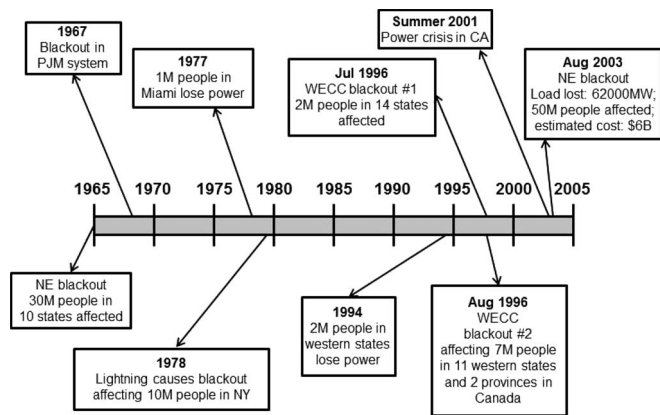 1967
Blackout in
PJM system
1977
1M people in
Miami lose power
Jul 1996
WECC blackout #1
2M people in 14 states
affected
Summer 2001
Power crisis in CA
Aug 2003
NE blackout
Load lost: 62000MW;
50M people affected;
estimated cost: $6B
1965 1970 1975 1980 1985 1990 1995 2000 2005
NE blackout
30M people in
10 states affected
1978
Lightning causes blackout
affecting 10M people in NY
1994
2M people in
western states
lose power
Aug 1996
WECC
blackout #2
affecting 7M people
in 11 western states
and 2 provinces in
Canada